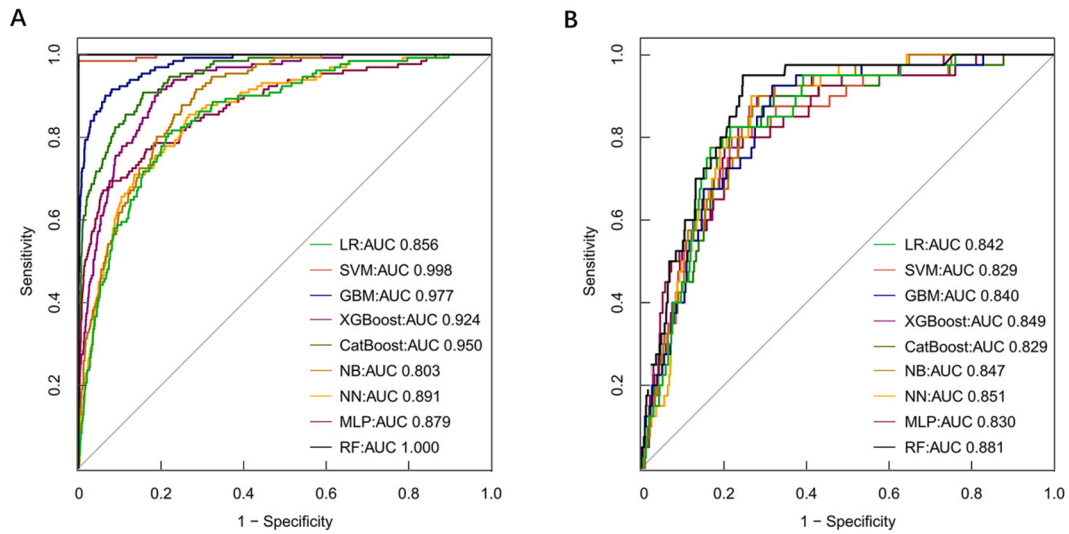 A
B
1.0
0.8
0.6
0.4
0.2
Sensitivity
LR:AUC 0.856
SVM:AUC 0.998
GBM:AUC 0.977
XGBoost:AUC 0.924
CatBoost:AUC 0.950
NB:AUC 0.803
NN:AUC 0.891
MLP:AUC 0.879
RF:AUC 1.000
0 0.2 0.4 0.6 0.8 1.0
1 − Specificity
1.0
0.8
0.6
0.4
0.2
Sensitivity
LR:AUC 0.842
SVM:AUC 0.829
GBM:AUC 0.840
XGBoost:AUC 0.849
CatBoost:AUC 0.829
NB:AUC 0.847
NN:AUC 0.851
MLP:AUC 0.830
RF:AUC 0.881
0 0.2 0.4 0.6 0.8 1.0
1 − Specificity